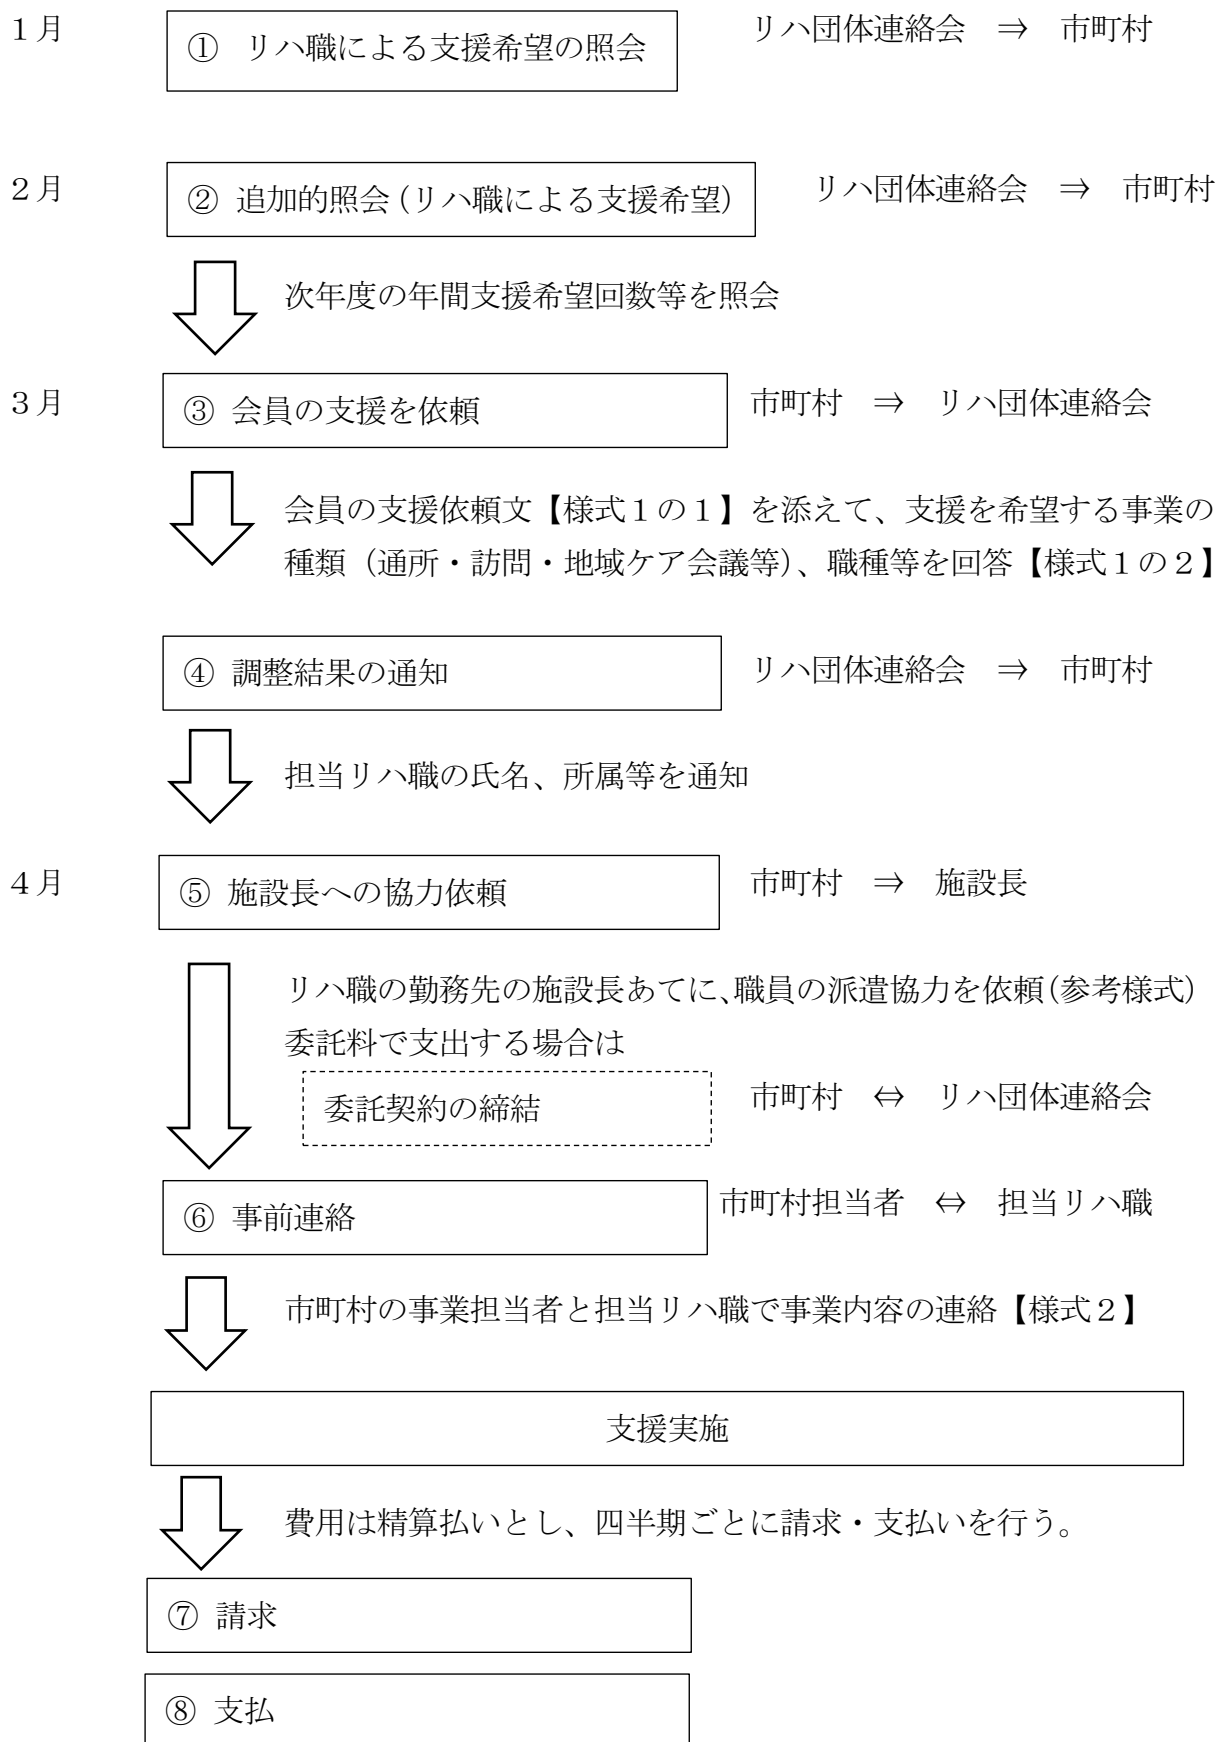 １月
① リハ職による支援希望の照会
リハ団体連絡会 ⇒ 市町村
２月
② 追加的照会（リハ職による支援希望）
リハ団体連絡会 ⇒ 市町村
次年度の年間支援希望回数等を照会
３月
③ 会員の支援を依頼
市町村 ⇒ リハ団体連絡会
会員の支援依頼文【様式１の１】を添えて、支援を希望する事業の
種類（通所・訪問・地域ケア会議等）、職種等を回答【様式１の２】
④ 調整結果の通知
リハ団体連絡会 ⇒ 市町村
担当リハ職の氏名、所属等を通知
４月
⑤ 施設長への協力依頼
市町村 ⇒ 施設長
リハ職の勤務先の施設長あてに、職員の派遣協力を依頼（参考様式）
委託料で支出する場合は
委託契約の締結
市町村 ⇔ リハ団体連絡会
⑥ 事前連絡
市町村担当者 ⇔ 担当リハ職
市町村の事業担当者と担当リハ職で事業内容の連絡【様式２】
支援実施
費用は精算払いとし、四半期ごとに請求・支払いを行う。
⑦ 請求
⑧ 支払